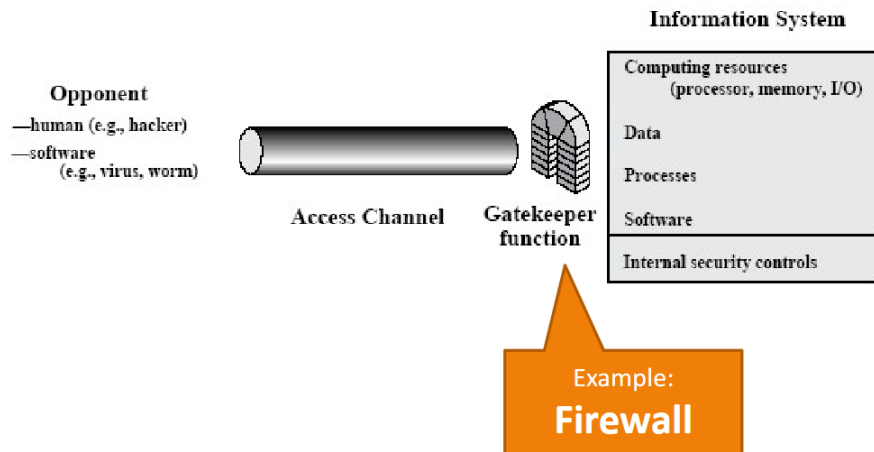 Information System
Opponent
—human (e.g., hacker)
—software
(e.g., virus, worm)
Access Channel
Gatekeeper
function
Computing resources
(processor, memory, I/O)
Data
Processes
Software
Internal security controls
Example:
Firewall